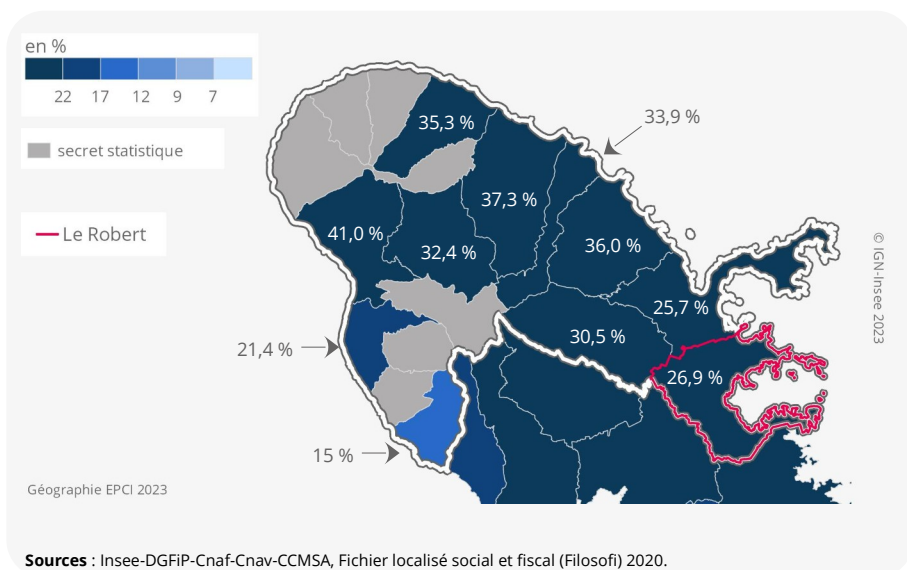 en %
22 17 12 9 7
secret statistique
Le Robert
35,3 %
33,9 %
37,3 %
41,0 %
32,4 %
36,0 %
25,7 %
30,5 %
21,4 %
26,9 %
15 %
© IGN-Insee 2023
Géographie EPCI 2023
Sources : Insee-DGFiP-Cnaf-Cnav-CCMSA, Fichier localisé social et fiscal (Filosofi) 2020.